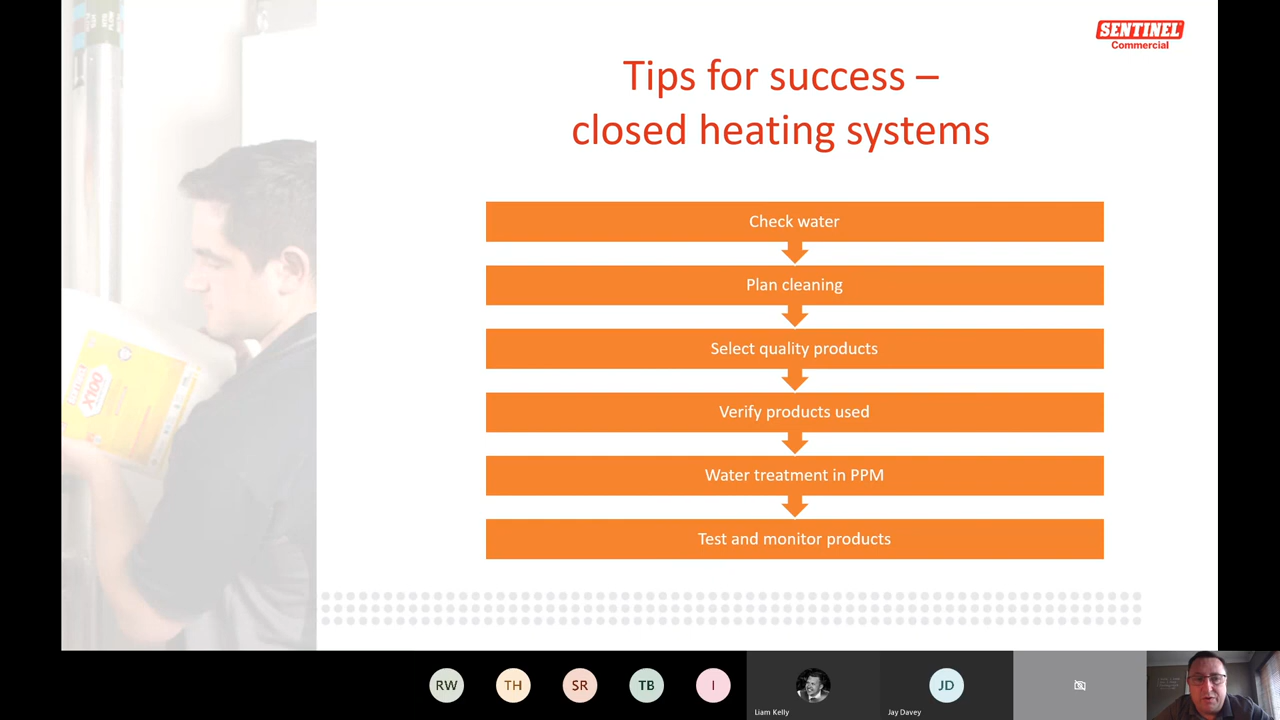 SENTINEL
Commercial
Tips for success –
closed heating systems
Check water
Plan cleaning
Select quality products
Verify products used
Water treatment in PPM
Test and monitor products
X100
RW
TH
SR
TB
I
JD
Liam Kelly
Jay Davey